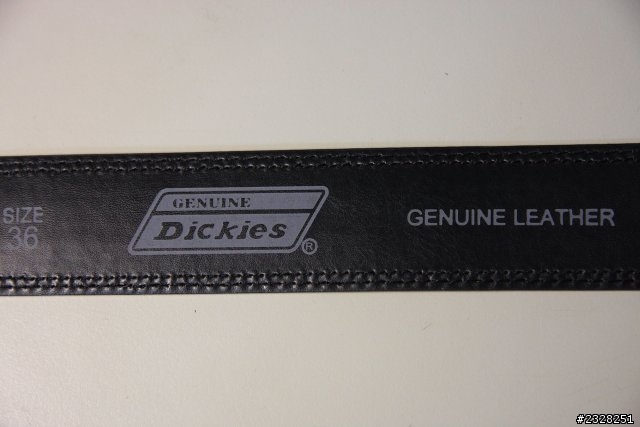 SIZE
36
GENUINE
Dickies
®
GENUINE LEATHER
#2328251